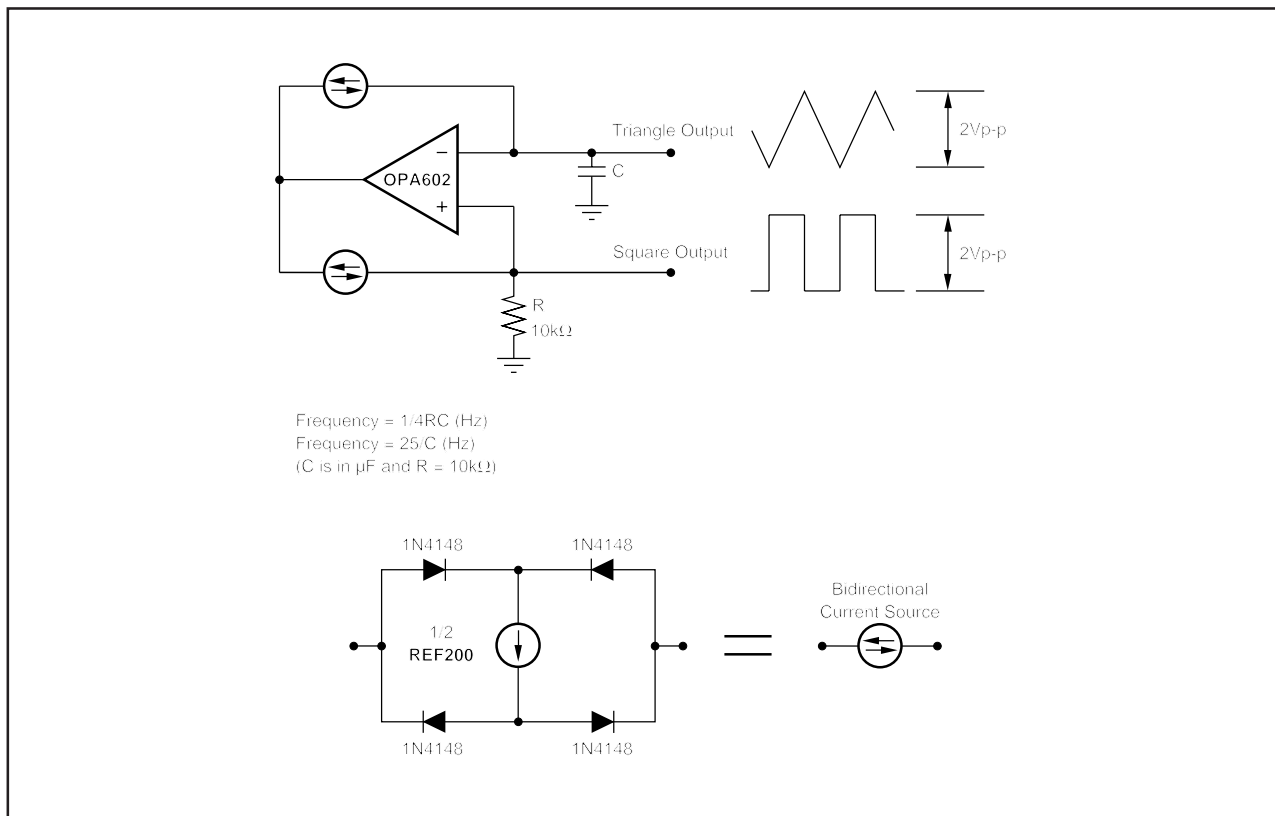 Triangle Output
2Vp-p
−
C
OPA602
+
Square Output
2Vp-p
R
10kΩ
Frequency = 1/4RC (Hz)
Frequency = 25/C (Hz)
(C is in µF and R = 10kΩ)
1N4148
1N4148
Bidirectional
Current Source
1/2
REF200
1N4148
1N4148